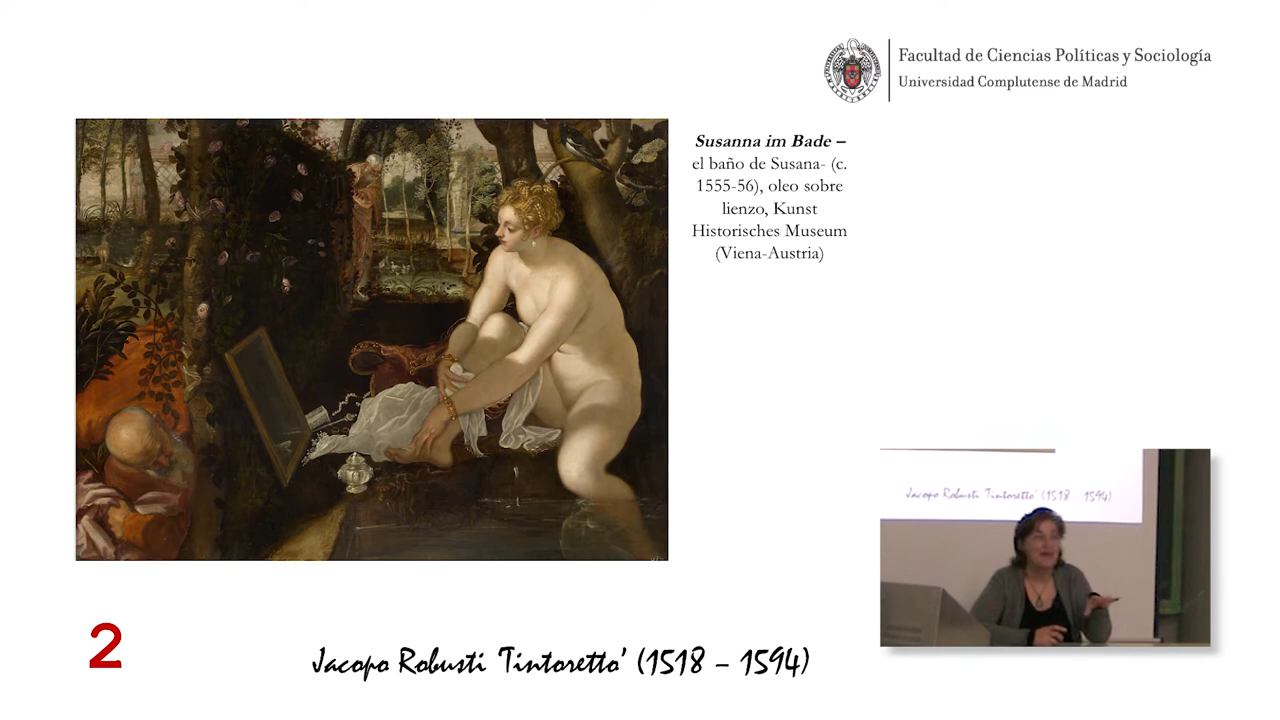 Facultad de Ciencias Políticas y Sociología
Universidad Complutense de Madrid
Susanna im Bade –
el baño de Susana- (c.
1555-56), oleo sobre
lienzo, Kunst
Historisches Museum
(Viena-Austria)
Jacopo Robusti 'Tintoretto' (1518 - 1594)
2
Jacopo Robusti 'Tintoretto' (1518 – 1594)